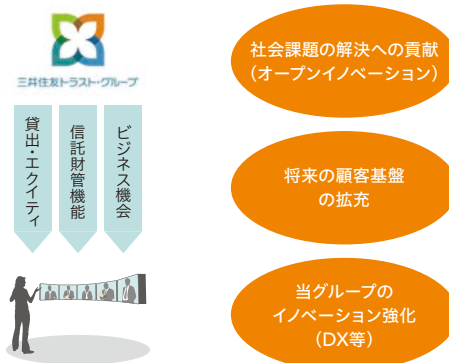 三井住友トラスト・グループ
貸出・エクイティ
信託財管機能
ビジネス機会
社会課題の解決への貢献
（オープンイノベーション）
将来の顧客基盤
の拡充
当グループの
イノベーション強化
（DX等）